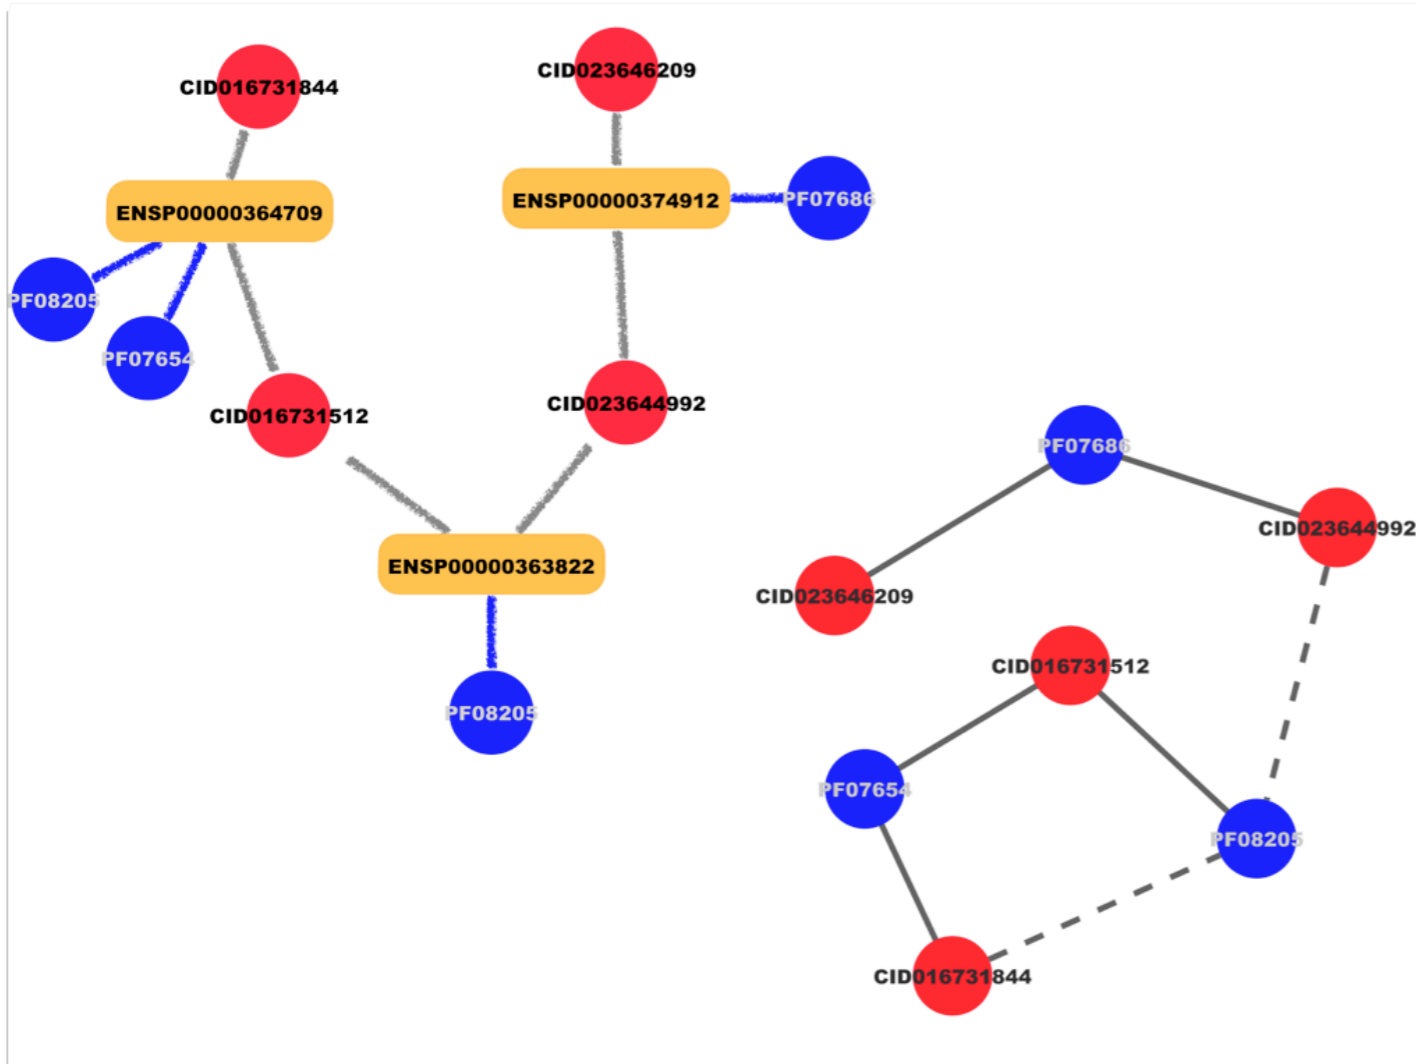 CID023646209
CID016731844
ENSP00000374912
PF07686
ENSP00000364709
PF08205
PF07654
CID023644992
CID016731512
PF07686
CID023644992
ENSP00000363822
CID023646209
CID016731512
PF08205
PF07654
PF08205
CID016731844